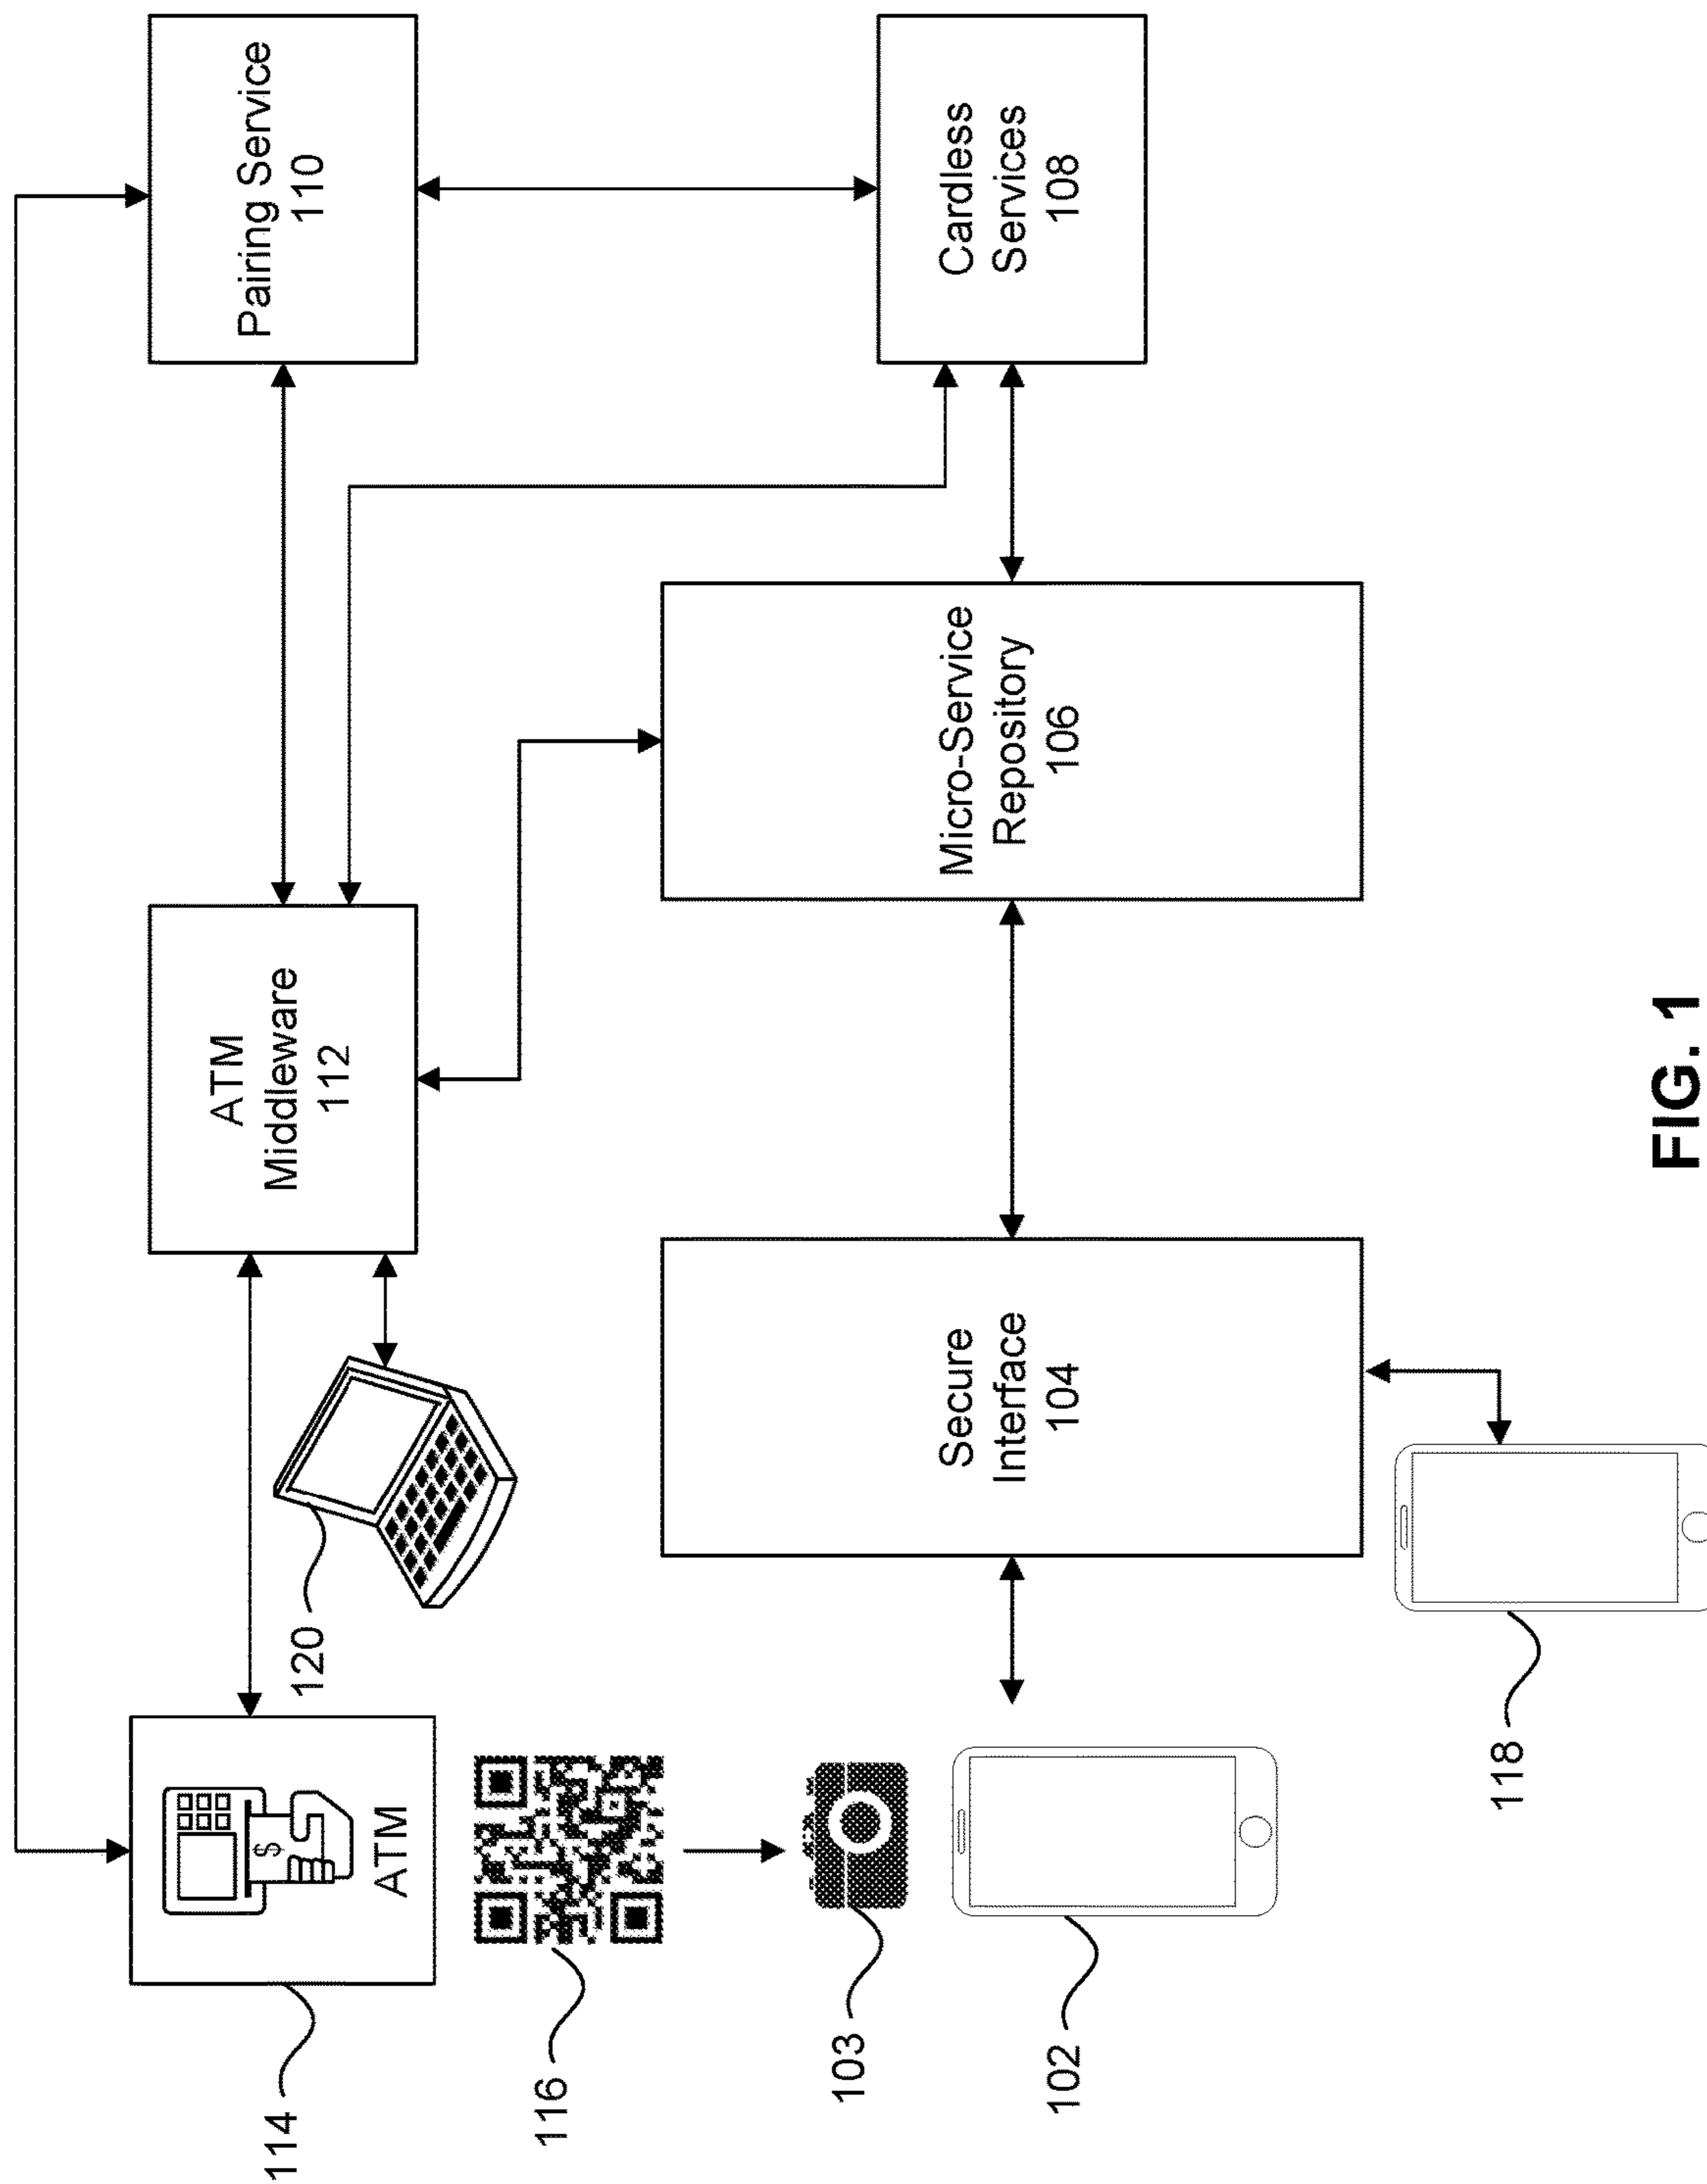 114
ATM
$
120
ATM
Middleware
112
Pairing Service
110
116
103
102
Secure
Interface
104
Micro-Service
Repository
106
Cardless
Services
108
118
FIG. 1